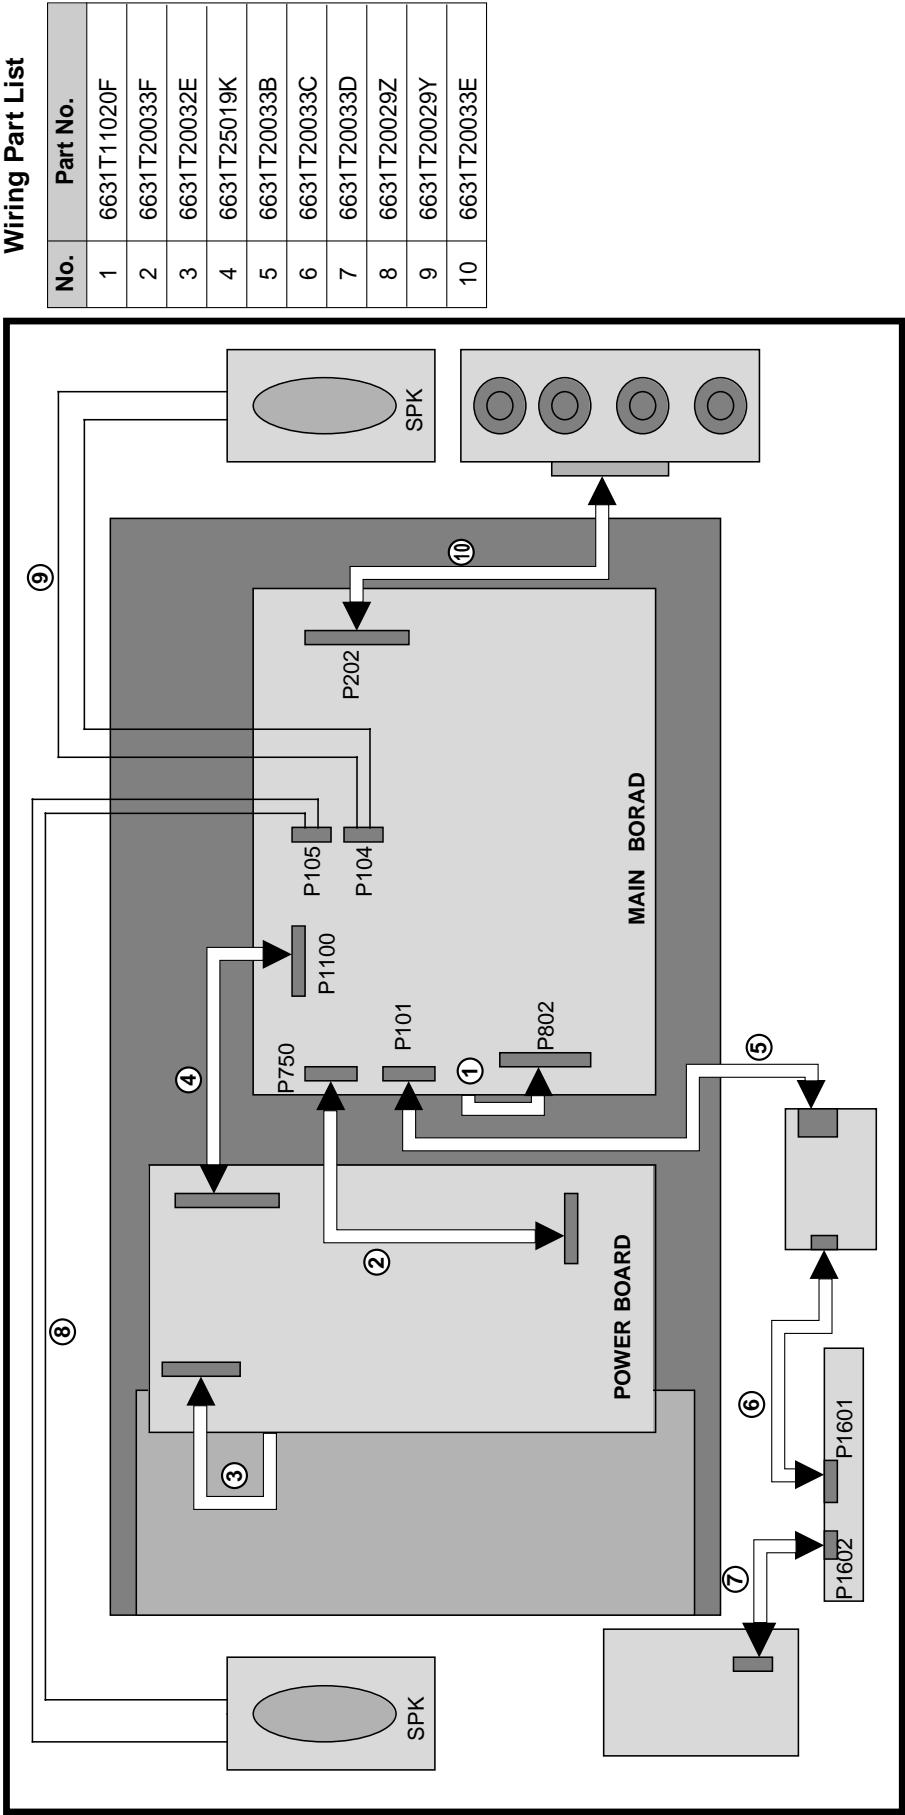 Wiring Part List
No. Part No.
1 6631T11020F
2 6631T20033F
3 6631T20032E
4 6631T25019K
5 6631T20033B
6 6631T20033C
7 6631T20033D
8 6631T20029Z
9 6631T20029Y
10 6631T20033E
8
9
SPK
SPK
4
10
3
2
1
P750
P1100
P105
P104
P101
P202
P802
POWER BOARD
MAIN BORAD
7
6
5
P1602
P1601